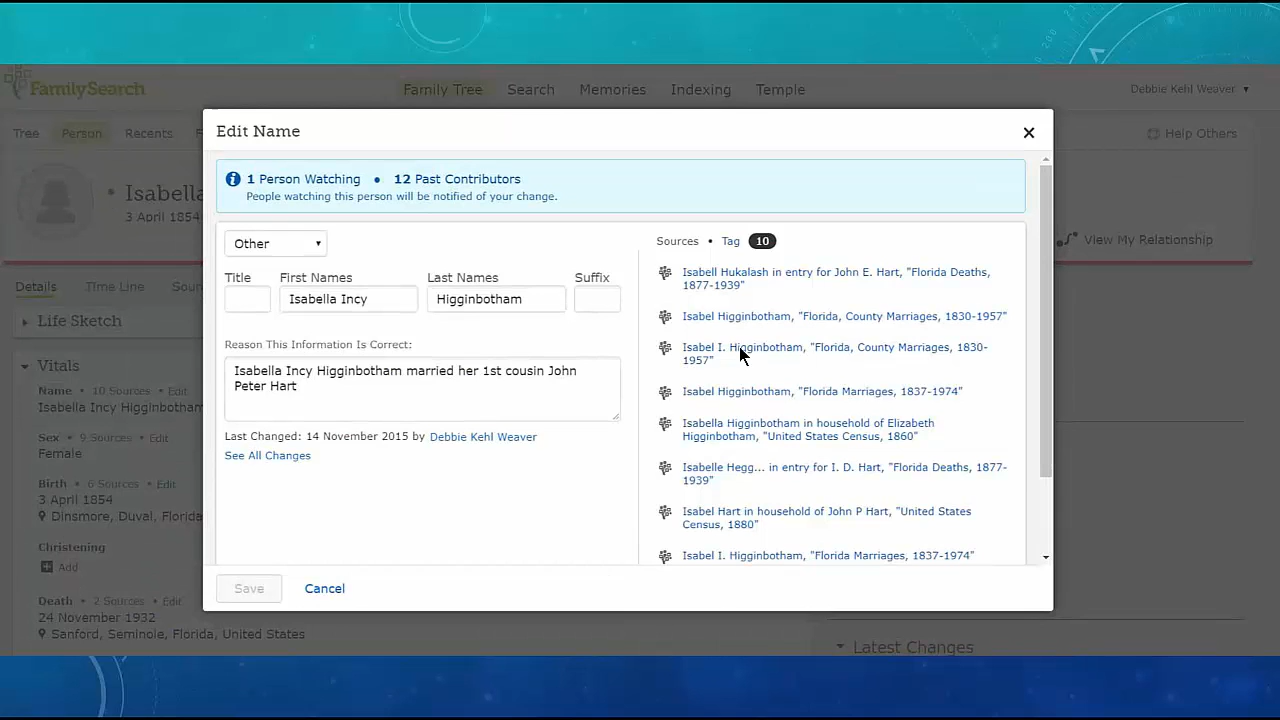 FamilySearch
Family Tree
Search
Memories
Indexing
Temple
Debbie Kehl Weaver
Tree
Person
Recents
Help Others
Isabella
3 April 1854
View My Relationship
Details
Time Line
Life Sketch
Vitals
Name • 10 Sources • Edit
Isabella Incy Higginbotham
Sex • 9 Sources • Edit
Female
Birth • 6 Sources • Edit
3 April 1854
Dinsmore, Duval, Florida
Christening
Add
Death • 2 Sources • Edit
24 November 1932
Sanford, Seminole, Florida, United States
Latest Changes
Edit Name
1 Person Watching • 12 Past Contributors
People watching this person will be notified of your change.
Other
Title
First Names
Last Names
Suffix
Isabella Incy
Higginbotham
Reason This Information Is Correct:
Isabella Incy Higginbotham married her 1st cousin John
Peter Hart
Last Changed: 14 November 2015 by Debbie Kehl Weaver
See All Changes
Sources • Tag 10
Isabell Hukalash in entry for John E. Hart, "Florida Deaths,
1877-1939"
Isabel Higginbotham, "Florida, County Marriages, 1830-1957"
Isabel I. Higginbotham, "Florida, County Marriages, 1830-
1957"
Isabel Higginbotham, "Florida Marriages, 1837-1974"
Isabella Higginbotham in household of Elizabeth
Higginbotham, "United States Census, 1860"
Isabelle Hegg... in entry for I. D. Hart, "Florida Deaths, 1877-
1939"
Isabel Hart in household of John P Hart, "United States
Census, 1880"
Isabel I. Higginbotham, "Florida Marriages, 1837-1974"
Save
Cancel